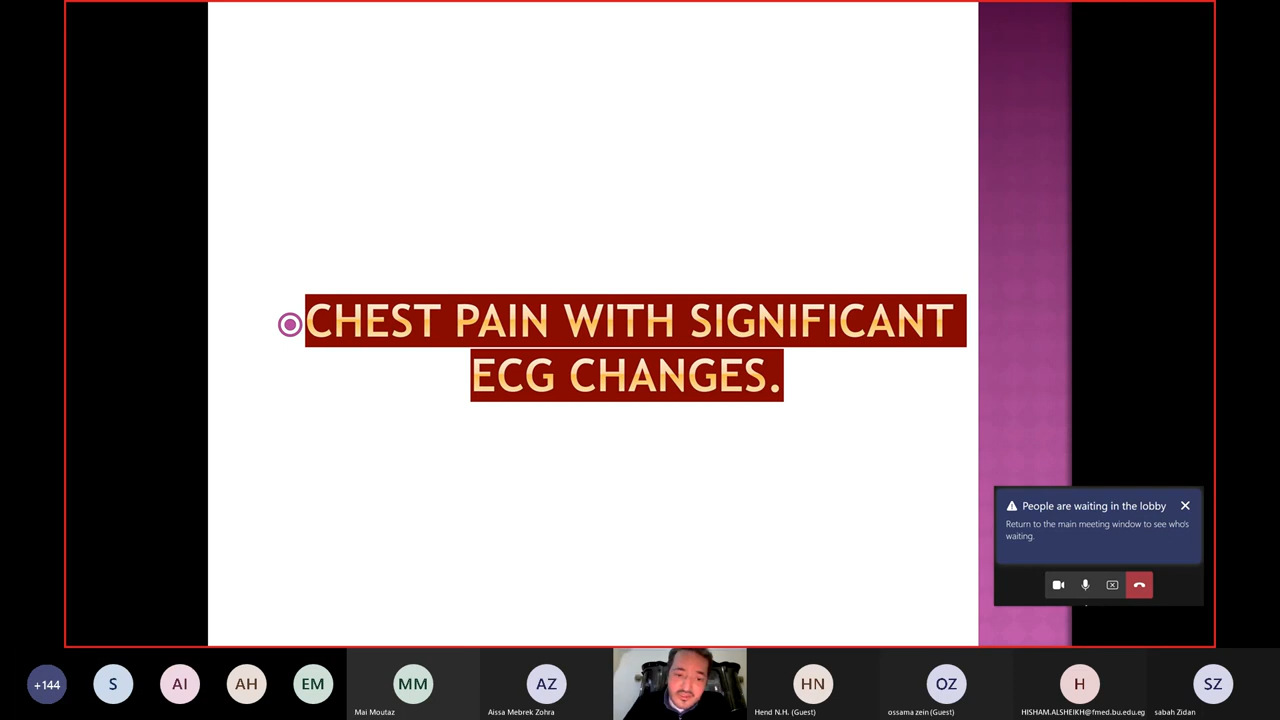 CHEST PAIN WITH SIGNIFICANT
ECG CHANGES.
People are waiting in the lobby
Return to the main meeting window to see who's
waiting.
+144
S
AI
AH
EM
MM
Mai Moutaz
AZ
Aissa Mebrek Zohra
HN
Hend N.H. (Guest)
OZ
ossama zein (Guest)
H
HISHAM.ALSHEIKH@fmed.bu.edu.eg
SZ
sabah Zidan